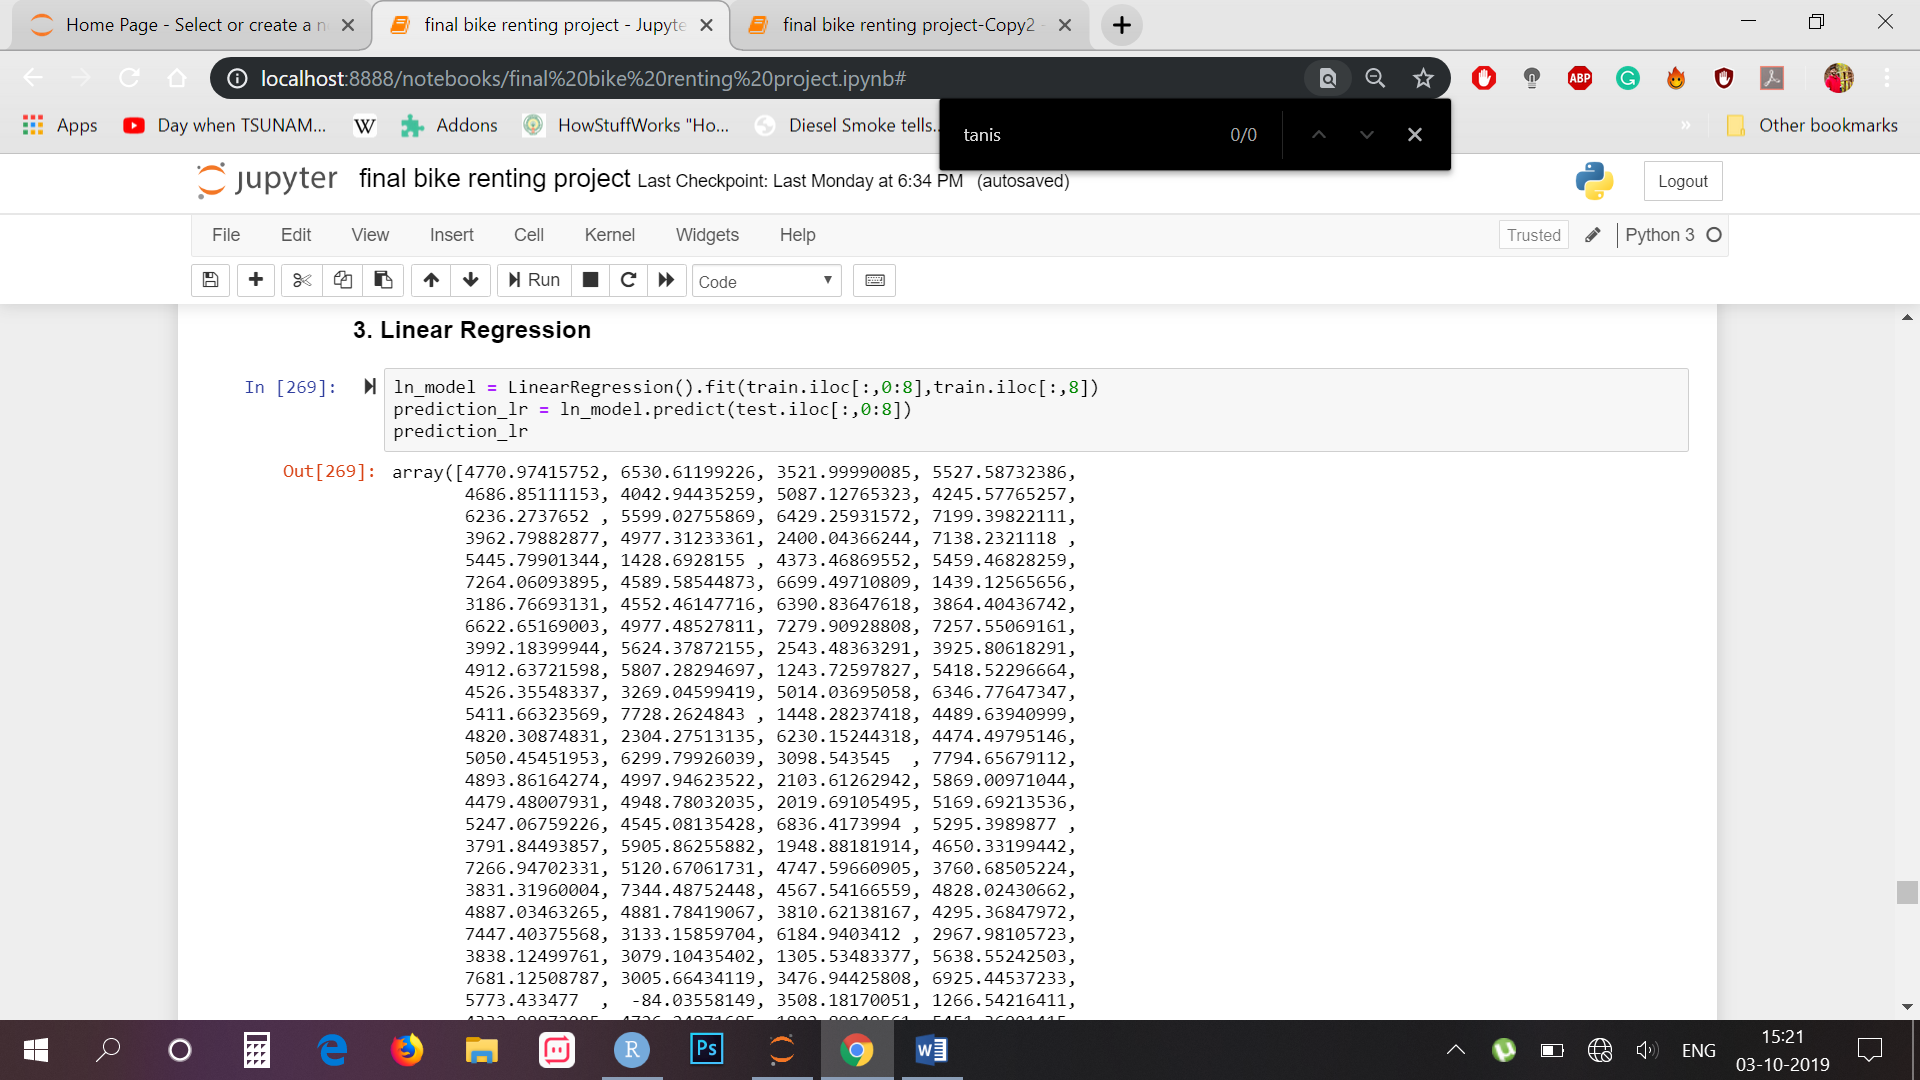 Home Page - Select or create a n
final bike renting project - Jupyte
final bike renting project-Copy2 -
localhost:8888/notebooks/final%20bike%20renting%20project.ipynb#
ABP
Apps
Day when TSUNAM...
W
Addons
HowStuffWorks "Ho...
Diesel Smoke tells...
»
Other bookmarks
tanis
0/0
jupyter
final bike renting project Last Checkpoint: Last Monday at 6:34 PM (autosaved)
Logout
File Edit View Insert Cell Kernel Widgets Help
Trusted
Python 3
Run
Code
3. Linear Regression
In [269]:
ln_model = LinearRegression().fit(train.iloc[:,0:8],train.iloc[:,8])
prediction_lr = ln_model.predict(test.iloc[:,0:8])
prediction_lr
Out[269]: array([4770.97415752, 6530.61199226, 3521.99990085, 5527.58732386,
4686.85111153, 4042.94435259, 5087.12765323, 4245.57765257,
6236.2737652 , 5599.02755869, 6429.25931572, 7199.39822111,
3962.79882877, 4977.31233361, 2400.04366244, 7138.2321118 ,
5445.79901344, 1428.6928155 , 4373.46869552, 5459.46828259,
7264.06093895, 4589.58544873, 6699.49710809, 1439.12565656,
3186.76693131, 4552.46147716, 6390.83647618, 3864.40436742,
6622.65169003, 4977.48527811, 7279.90928808, 7257.55069161,
3992.18399944, 5624.37872155, 2543.48363291, 3925.80618291,
4912.63721598, 5807.28294697, 1243.72597827, 5418.52296664,
4526.35548337, 3269.04599419, 5014.03695058, 6346.77647347,
5411.66323569, 7728.2624843 , 1448.28237418, 4489.63940999,
4820.30874831, 2304.27513135, 6230.15244318, 4474.49795146,
5050.45451953, 6299.79926039, 3098.543545 , 7794.65679112,
4893.86164274, 4997.94623522, 2103.61262942, 5869.00971044,
4479.48007931, 4948.78032035, 2019.69105495, 5169.69213536,
5247.06759226, 4545.08135428, 6836.4173994 , 5295.3989877 ,
3791.84493857, 5905.86255882, 1948.88181914, 4650.33199442,
7266.94702331, 5120.67061731, 4747.59660905, 3760.68505224,
3831.31960004, 7344.48752448, 4567.54166559, 4828.02430662,
4887.03463265, 4881.78419067, 3810.62138167, 4295.36847972,
7447.40375568, 3133.15859704, 6184.9403412 , 2967.98105723,
3838.12499761, 3079.10435402, 1305.53483377, 5638.55242503,
7681.12508787, 3005.66434119, 3476.94425808, 6925.44537233,
5773.433477 , -84.03558149, 3508.18170051, 1266.54216411,
R
Ps
W
ENG
15:21
03-10-2019